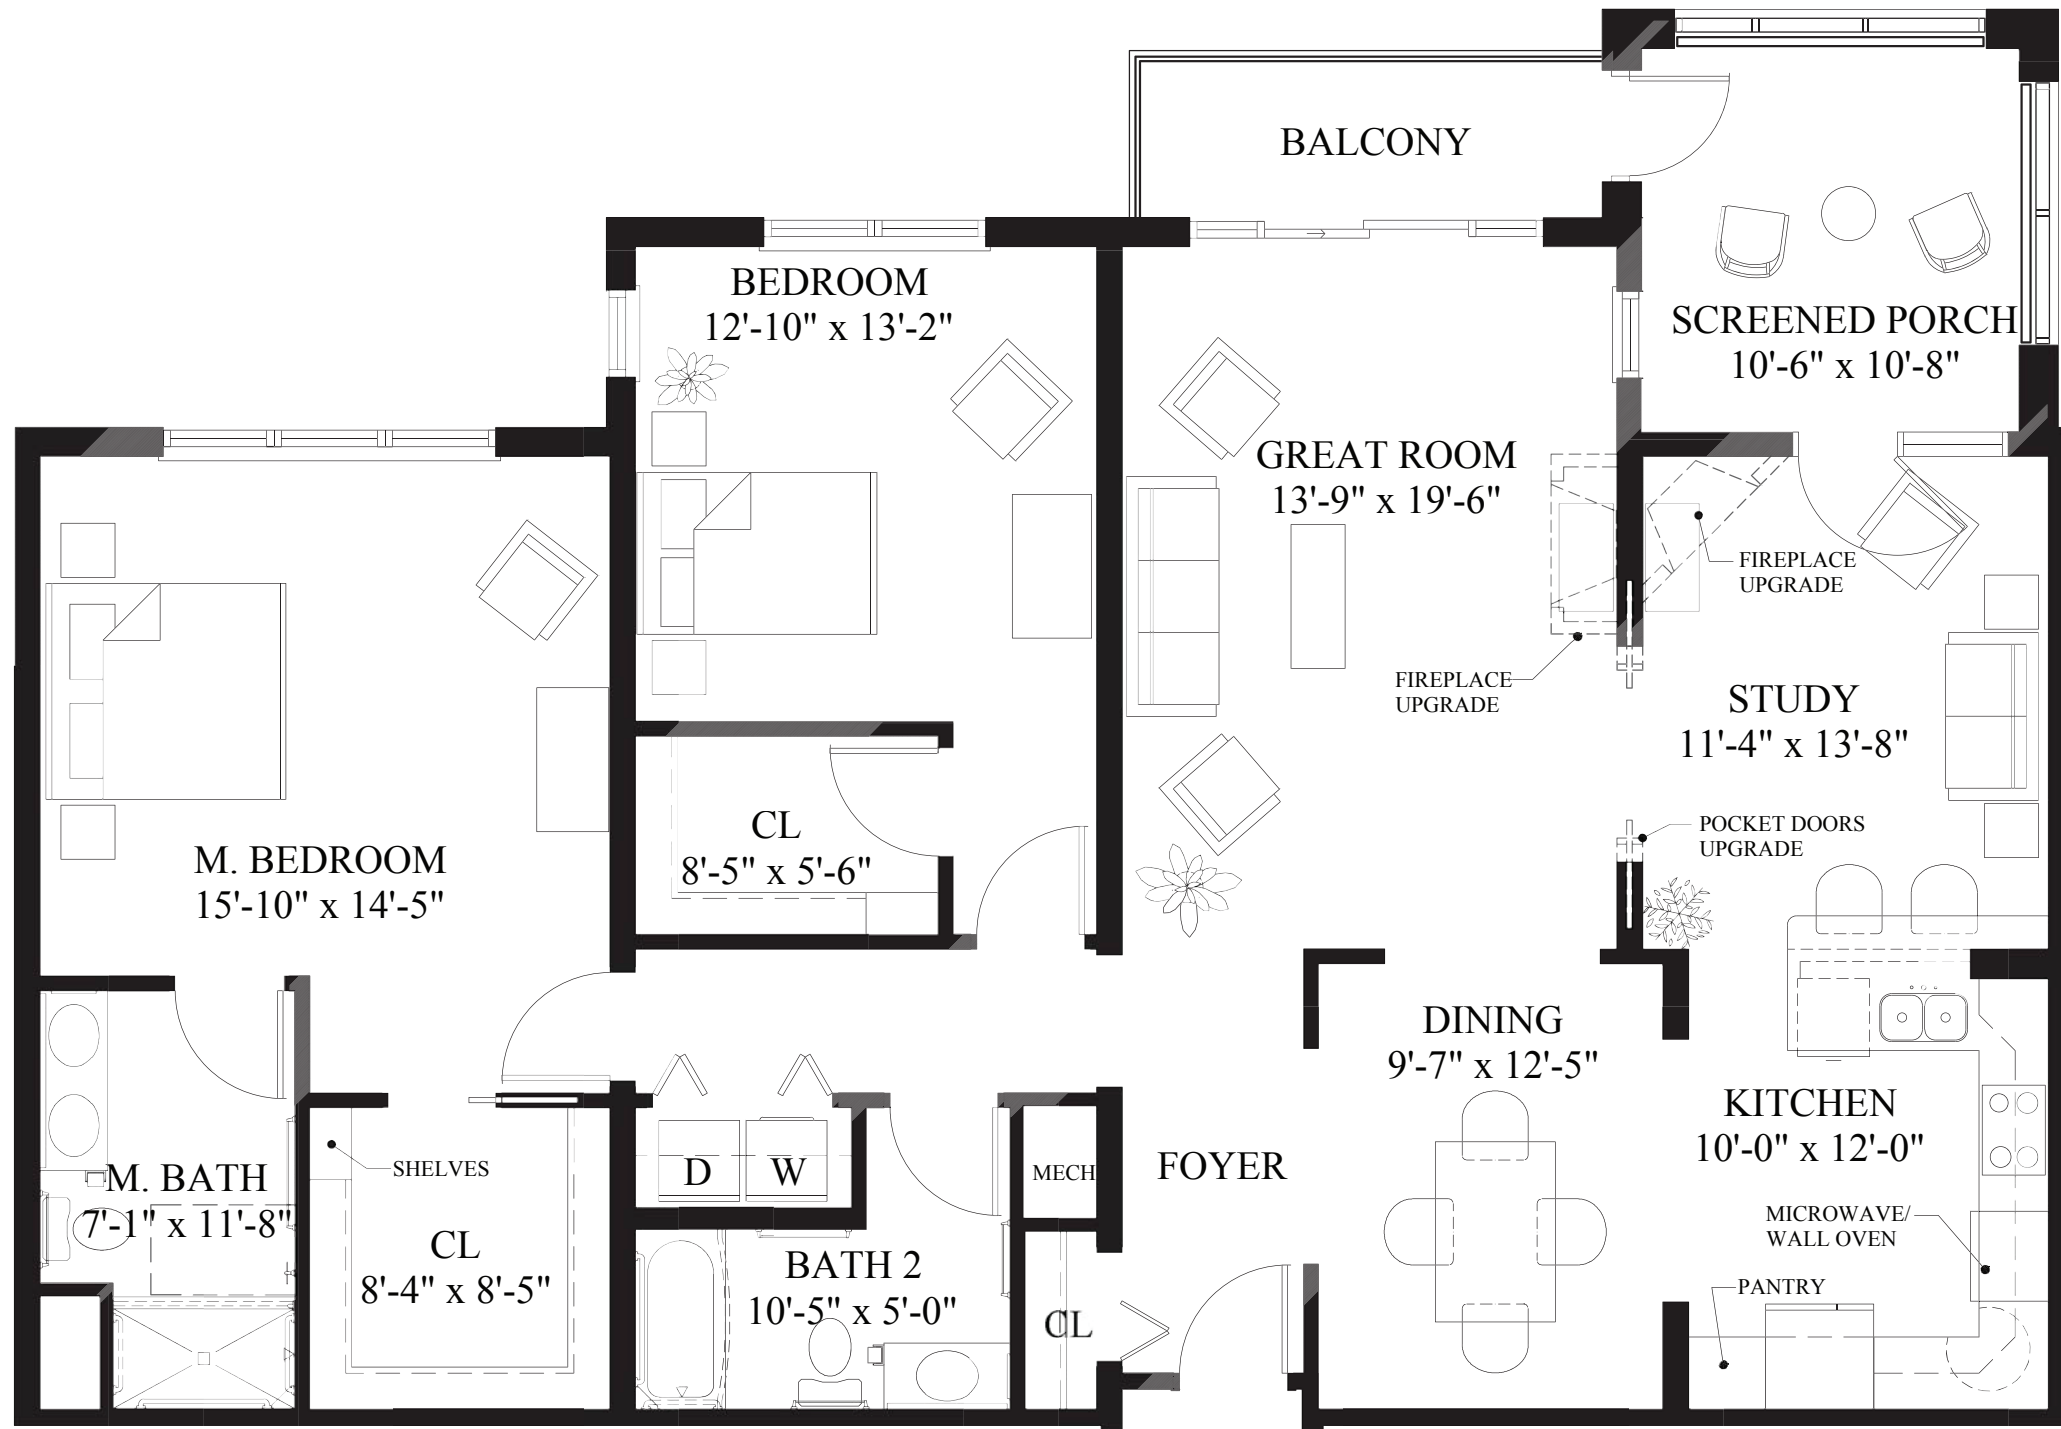 BALCONY
BEDROOM
12'-10" x 13'-2"
SCREENED PORCH
10'-6" x 10'-8"
GREAT ROOM
13'-9" x 19'-6"
FIREPLACE
UPGRADE
FIREPLACE
UPGRADE
STUDY
11'-4" x 13'-8"
POCKET DOORS
UPGRADE
CL
8'-5" x 5'-6"
M. BEDROOM
15'-10" x 14'-5"
DINING
9'-7" x 12'-5"
KITCHEN
10'-0" x 12'-0"
SHELVES
M. BATH
7'-1" x 11'-8"
D
W
MECH
FOYER
MICROWAVE/
WALL OVEN
CL
8'-4" x 8'-5"
BATH 2
10'-5" x 5'-0"
CL
PANTRY